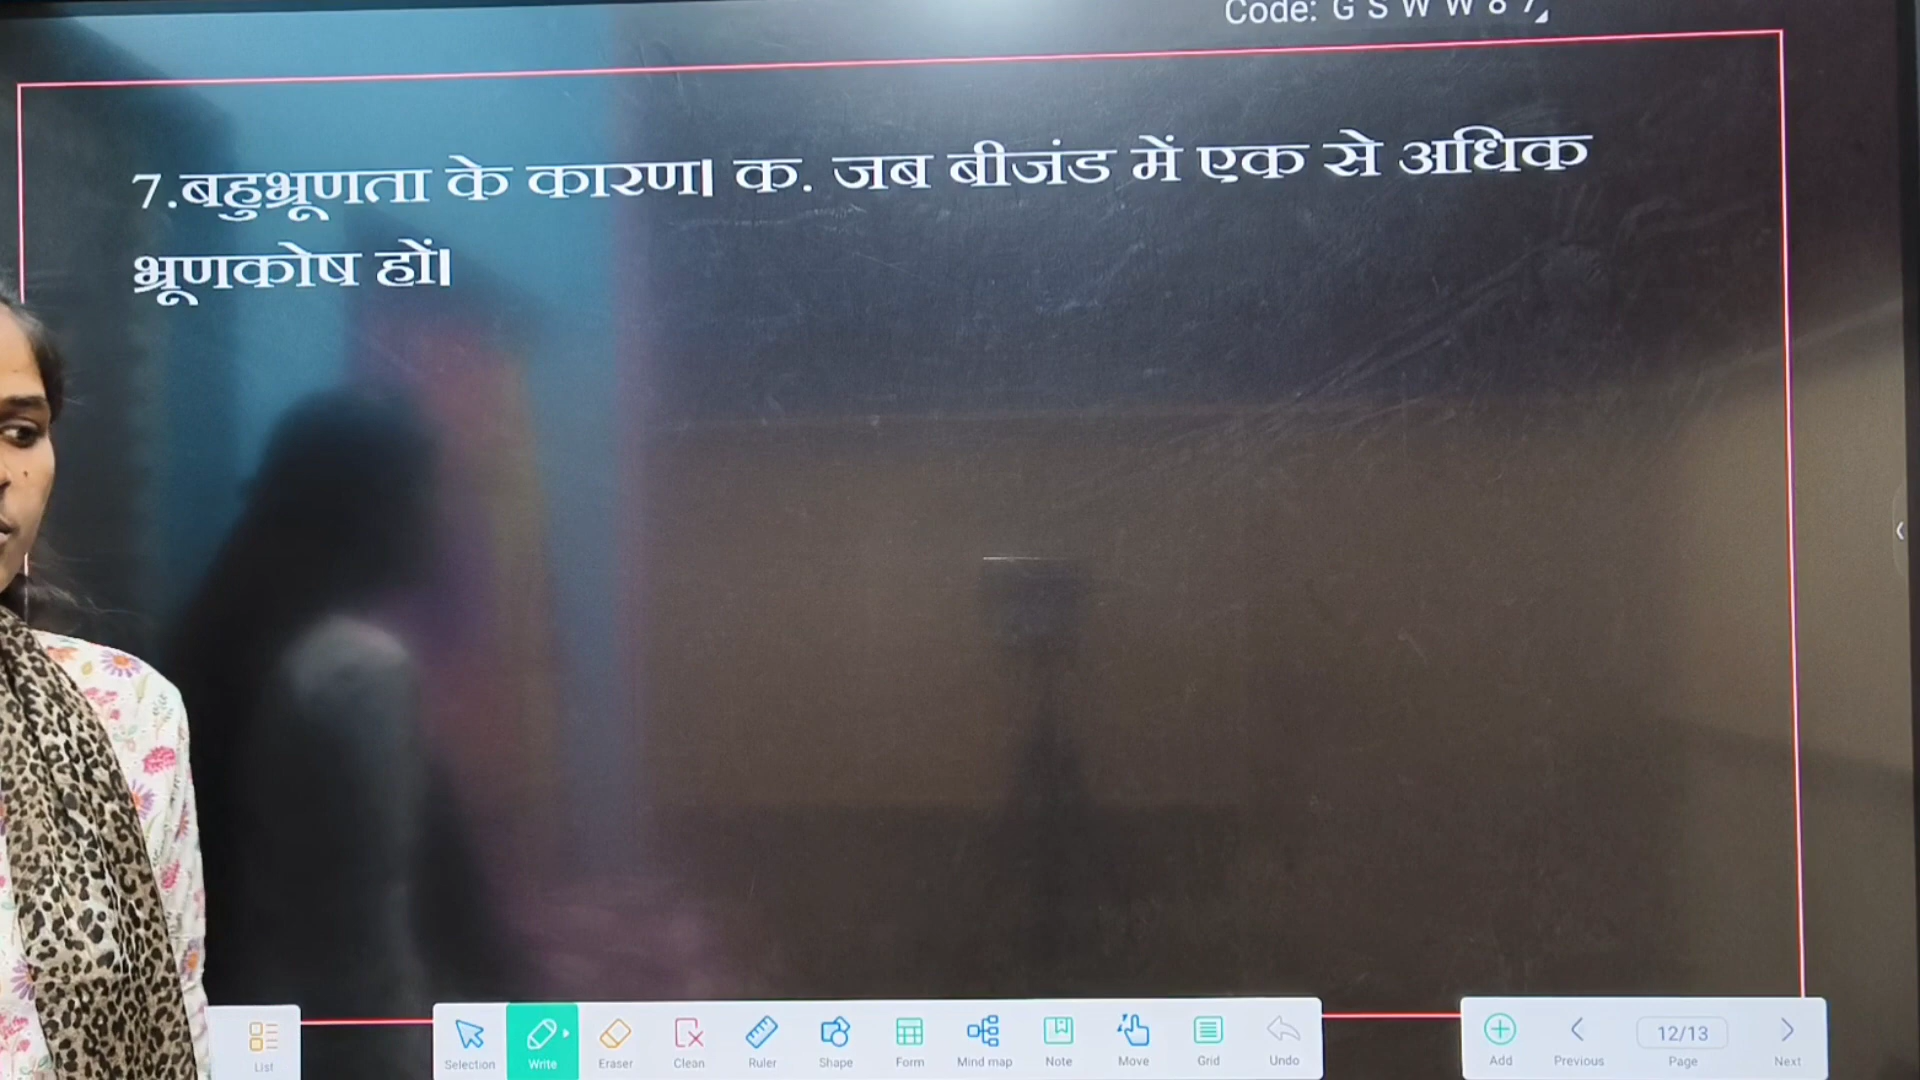 Code: G S W W 8 7
7.बहुभ्रूणता के कारण। क. जब बीजंड में एक से अधिक
भ्रूणकोष हों।
List
Selection
Write
Eraser
Clean
Ruler
Shape
Form
Mind map
Note
Move
Grid
Undo
Add
Previous
12/13
Page
Next